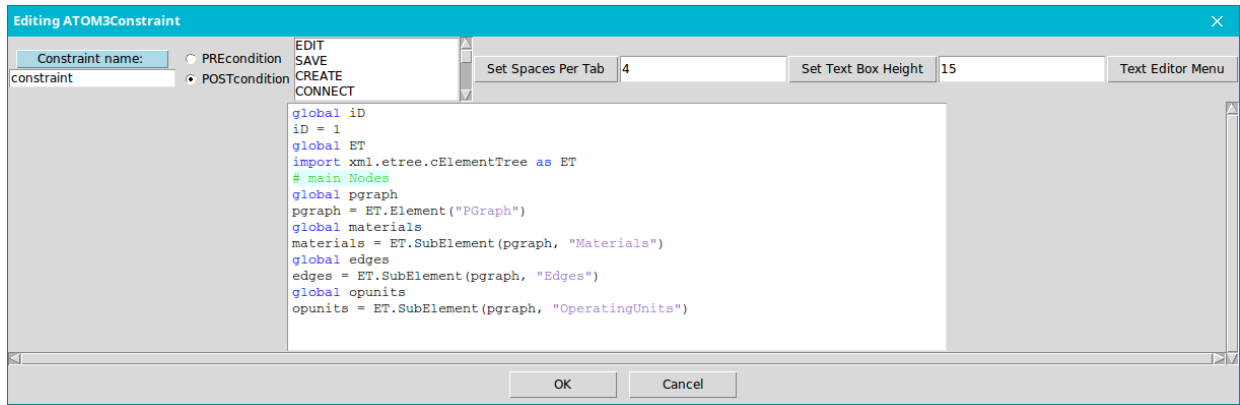 Editing ATOM3Constraint
Constraint name:
constraint
PREcondition
POSTcondition
EDIT
SAVE
CREATE
CONNECT
Set Spaces Per Tab
4
Set Text Box Height
15
Text Editor Menu
global iD
iD = 1
global ET
import xml.etree.cElementTree as ET
# main Nodes
global pgraph
pgraph = ET.Element("PGraph")
global materials
materials = ET.SubElement(pgraph, "Materials")
global edges
edges = ET.SubElement(pgraph, "Edges")
global opunits
opunits = ET.SubElement(pgraph, "OperatingUnits")
OK
Cancel